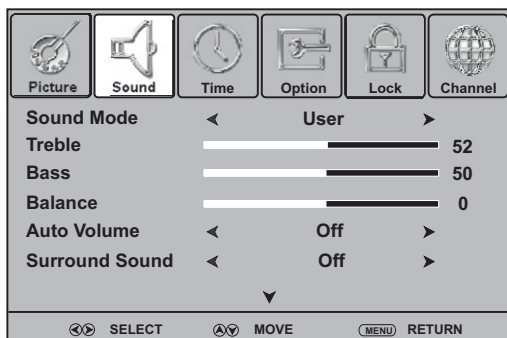 Picture Sound Time Option Lock Channel
Sound Mode User
Treble 52
Bass 50
Balance 0
Auto Volume Off
Surround Sound Off
SELECT MOVE MENU RETURN